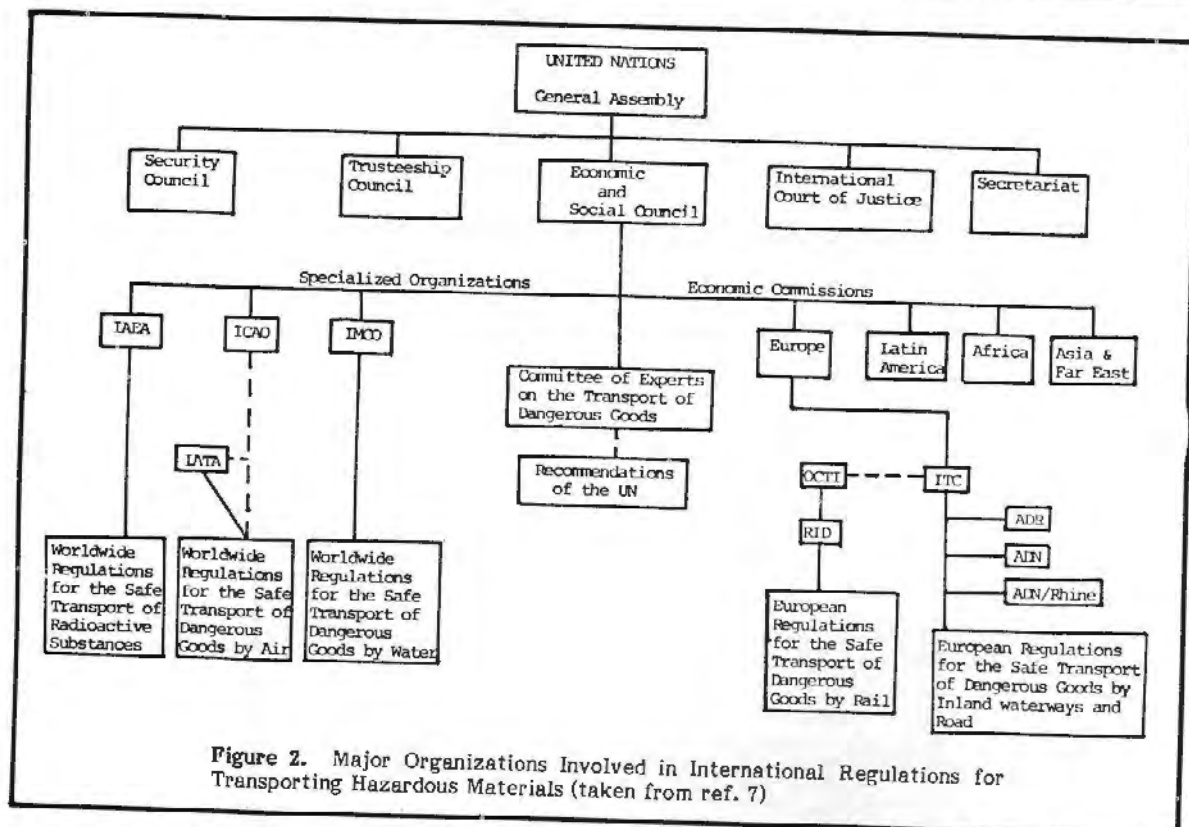 UNITED NATIONS
General Assembly
Security
Council
Trusteeship
Council
Economic
and
Social Council
International
Court of Justice
Secretariat
Specialized Organizations
Economic Commissions
IAEA
ICAO
IMCO
Europe
Latin
America
Africa
Asia &
Far East
Committee of Experts
on the Transport of
Dangerous Goods
Recommendations
of the UN
IATA
OCTI
ITC
RID
ADR
ADN
ADN/Rhine
Worldwide
Regulations
for the Safe
Transport of
Radioactive
Substances
Worldwide
Regulations
for the Safe
Transport of
Dangerous
Goods by Air
Worldwide
Regulations
for the Safe
Transport of
Dangerous
Goods by Water
European
Regulations
for the Safe
Transport of
Dangerous
Goods by Rail
European Regulations
for the Safe Transport
of Dangerous Goods by
Inland waterways and
Road
Figure 2. Major Organizations Involved in International Regulations for
Transporting Hazardous Materials (taken from ref. 7)